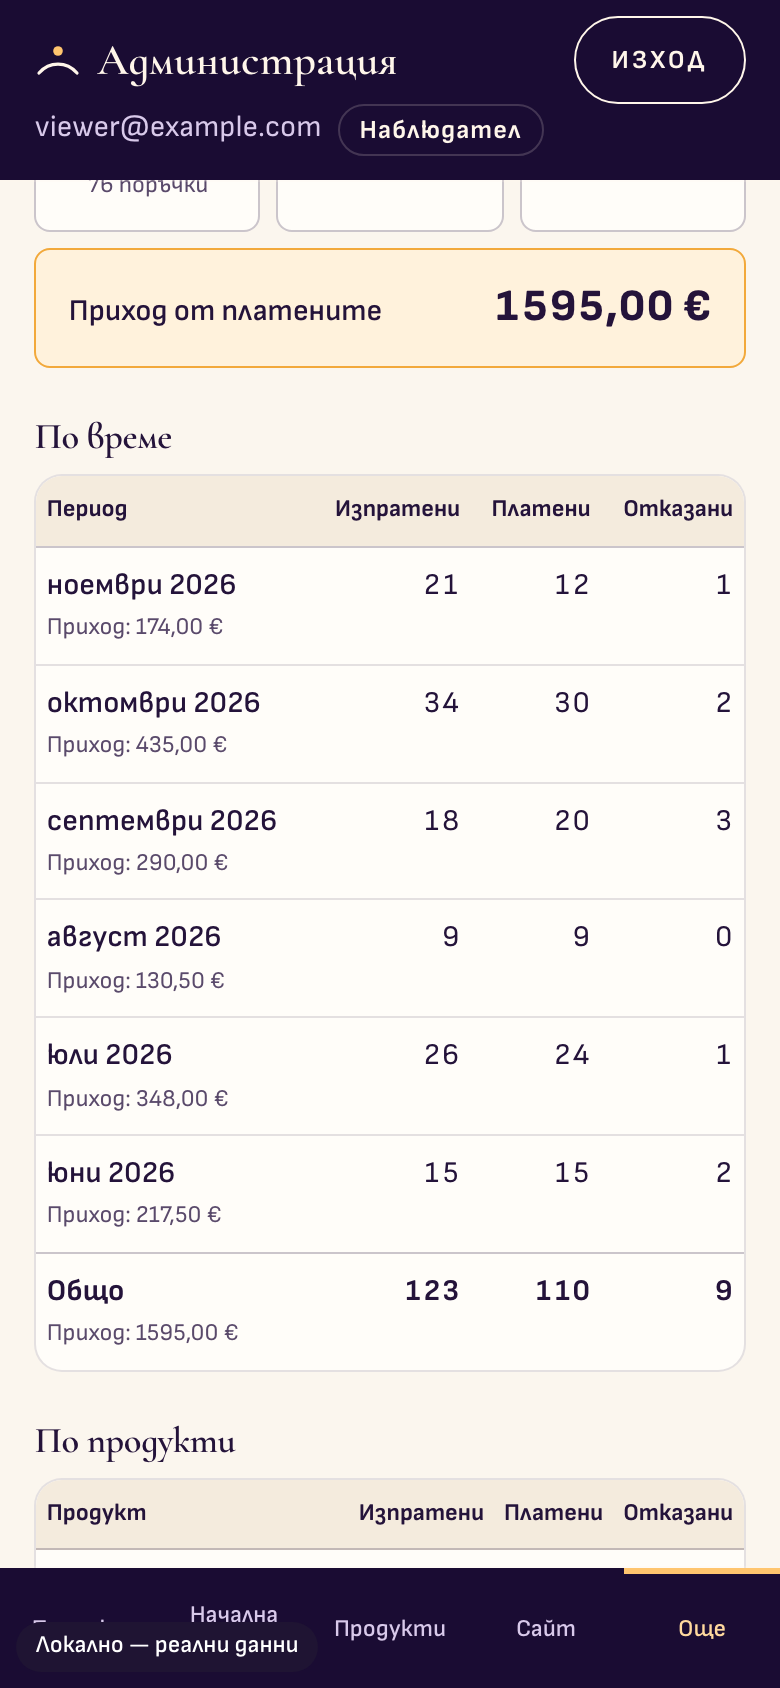 Администрация
ИЗХОД
viewer@example.com
Наблюдател
76 поръчки
Приход от платените
1595,00 €
По време
Период Изпратени Платени Отказани
ноември 2026 21 12 1
Приход: 174,00 €
октомври 2026 34 30 2
Приход: 435,00 €
септември 2026 18 20 3
Приход: 290,00 €
август 2026 9 9 0
Приход: 130,50 €
юли 2026 26 24 1
Приход: 348,00 €
юни 2026 15 15 2
Приход: 217,50 €
Общо 123 110 9
Приход: 1595,00 €
По продукти
Продукт Изпратени Платени Отказани
Начална
Продукти
Сайт
Още
Локално — реални данни